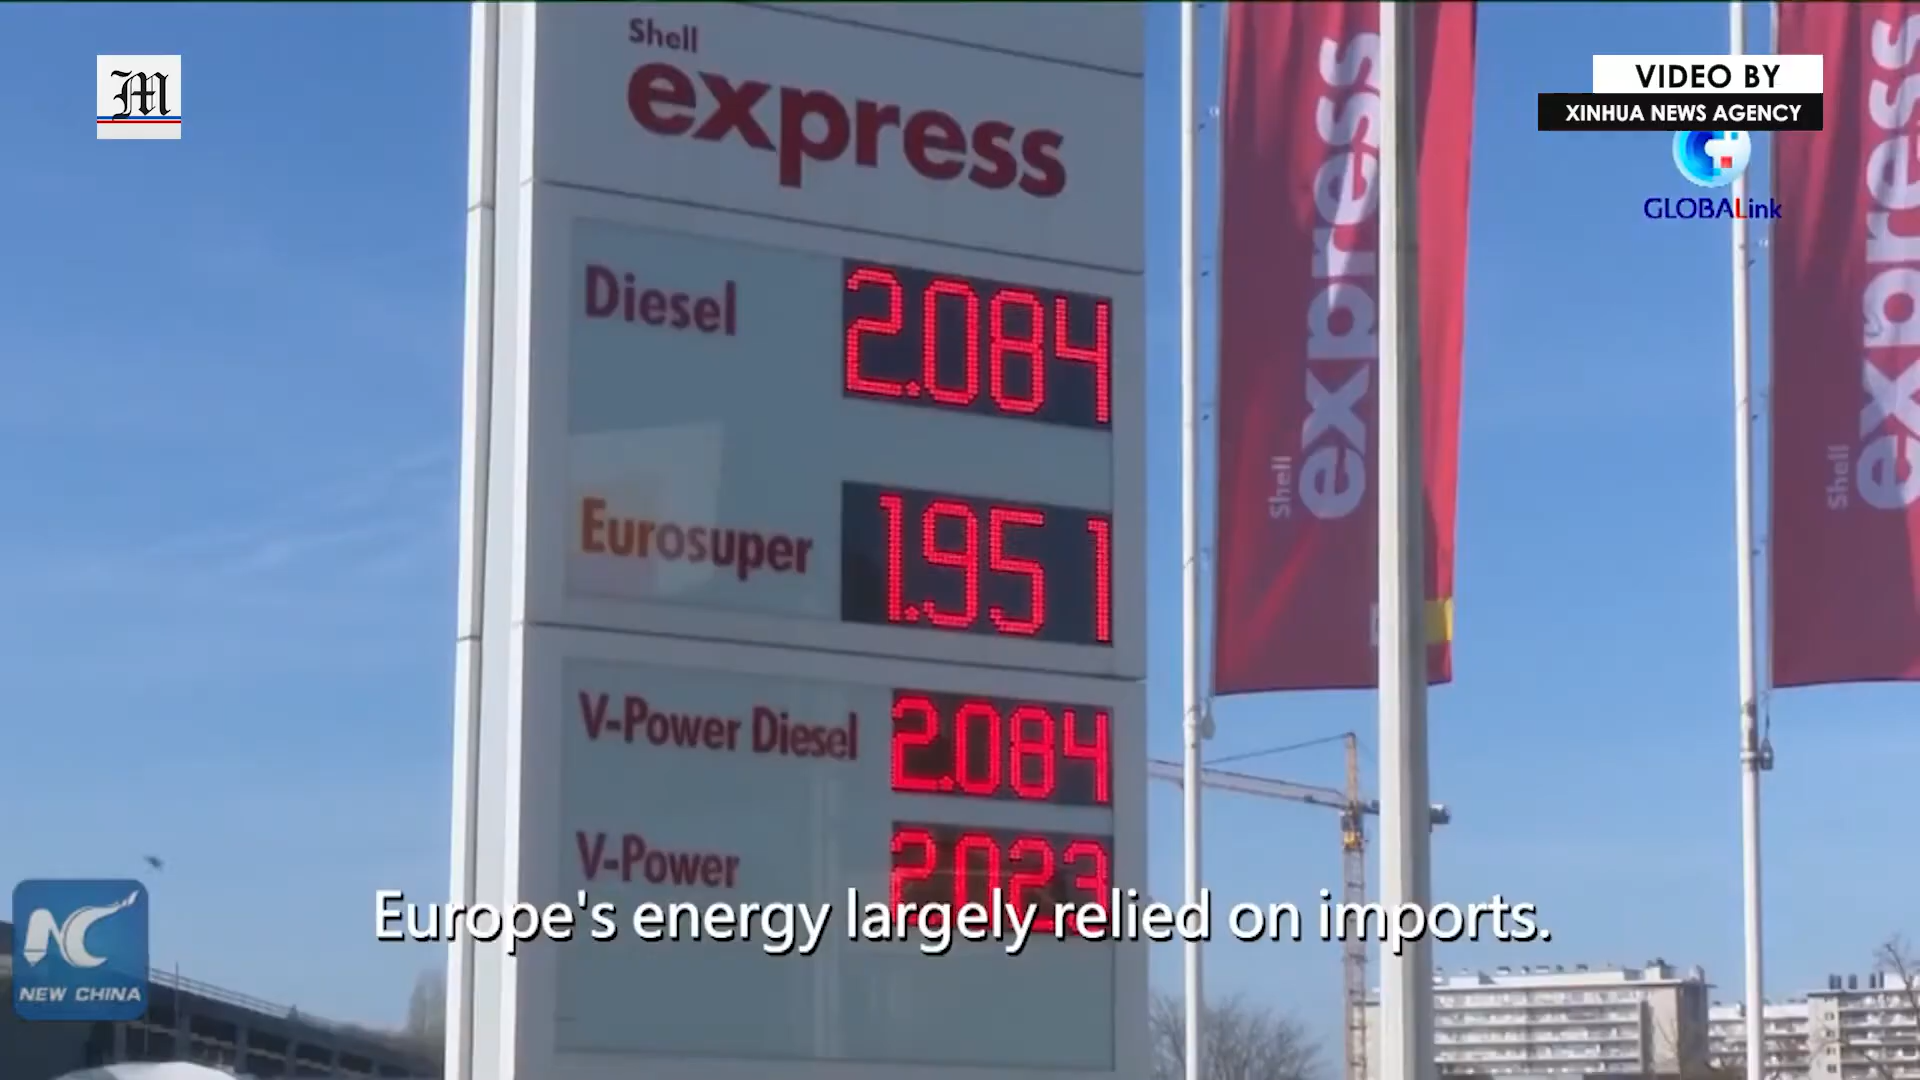 M
VIDEO BY
XINHUA NEWS AGENCY
GLOBALink
Shell
express
Diesel 2.084
Eurosuper 1.951
V-Power Diesel 2.084
V-Power 2.023
Shell express
Shell express
Europe's energy largely relied on imports.
NC
NEW CHINA